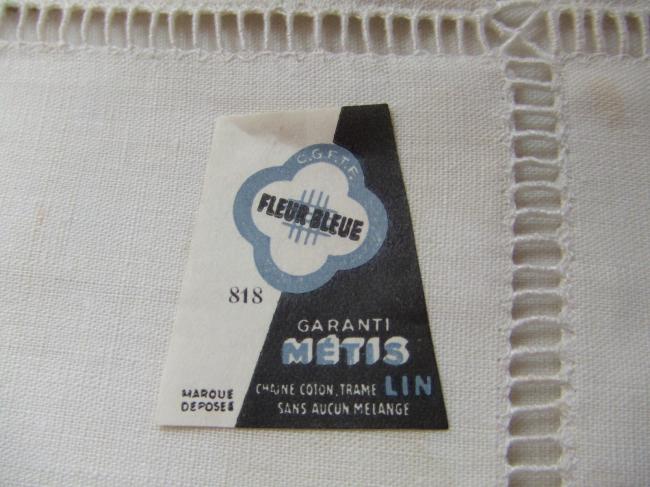 C.G.F.T.F.
FLEUR-BLEUE
818
GARANTI
MÉTIS
CHAINE COTON, TRAME LIN
SANS AUCUN MELANGE
MARQUE
DEPOSEE